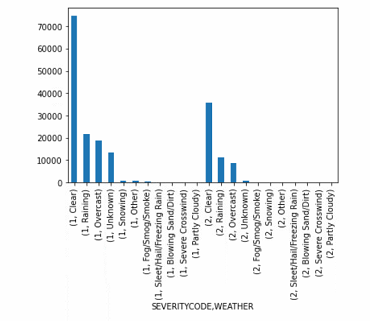 70000
60000
50000
40000
30000
20000
10000
0
(1, Clear)
(1, Raining)
(1, Overcast)
(1, Unknown)
(1, Snowing)
(1, Other)
(1, Fog/Smog/Smoke)
(1, Sleet/Hail/Freezing Rain)
(1, Blowing Sand/Dirt)
(1, Severe Crosswind)
(1, Partly Cloudy)
(2, Clear)
(2, Raining)
(2, Overcast)
(2, Unknown)
(2, Fog/Smog/Smoke)
(2, Snowing)
(2, Other)
(2, Sleet/Hail/Freezing Rain)
(2, Blowing Sand/Dirt)
(2, Severe Crosswind)
(2, Partly Cloudy)
SEVERITYCODE,WEATHER